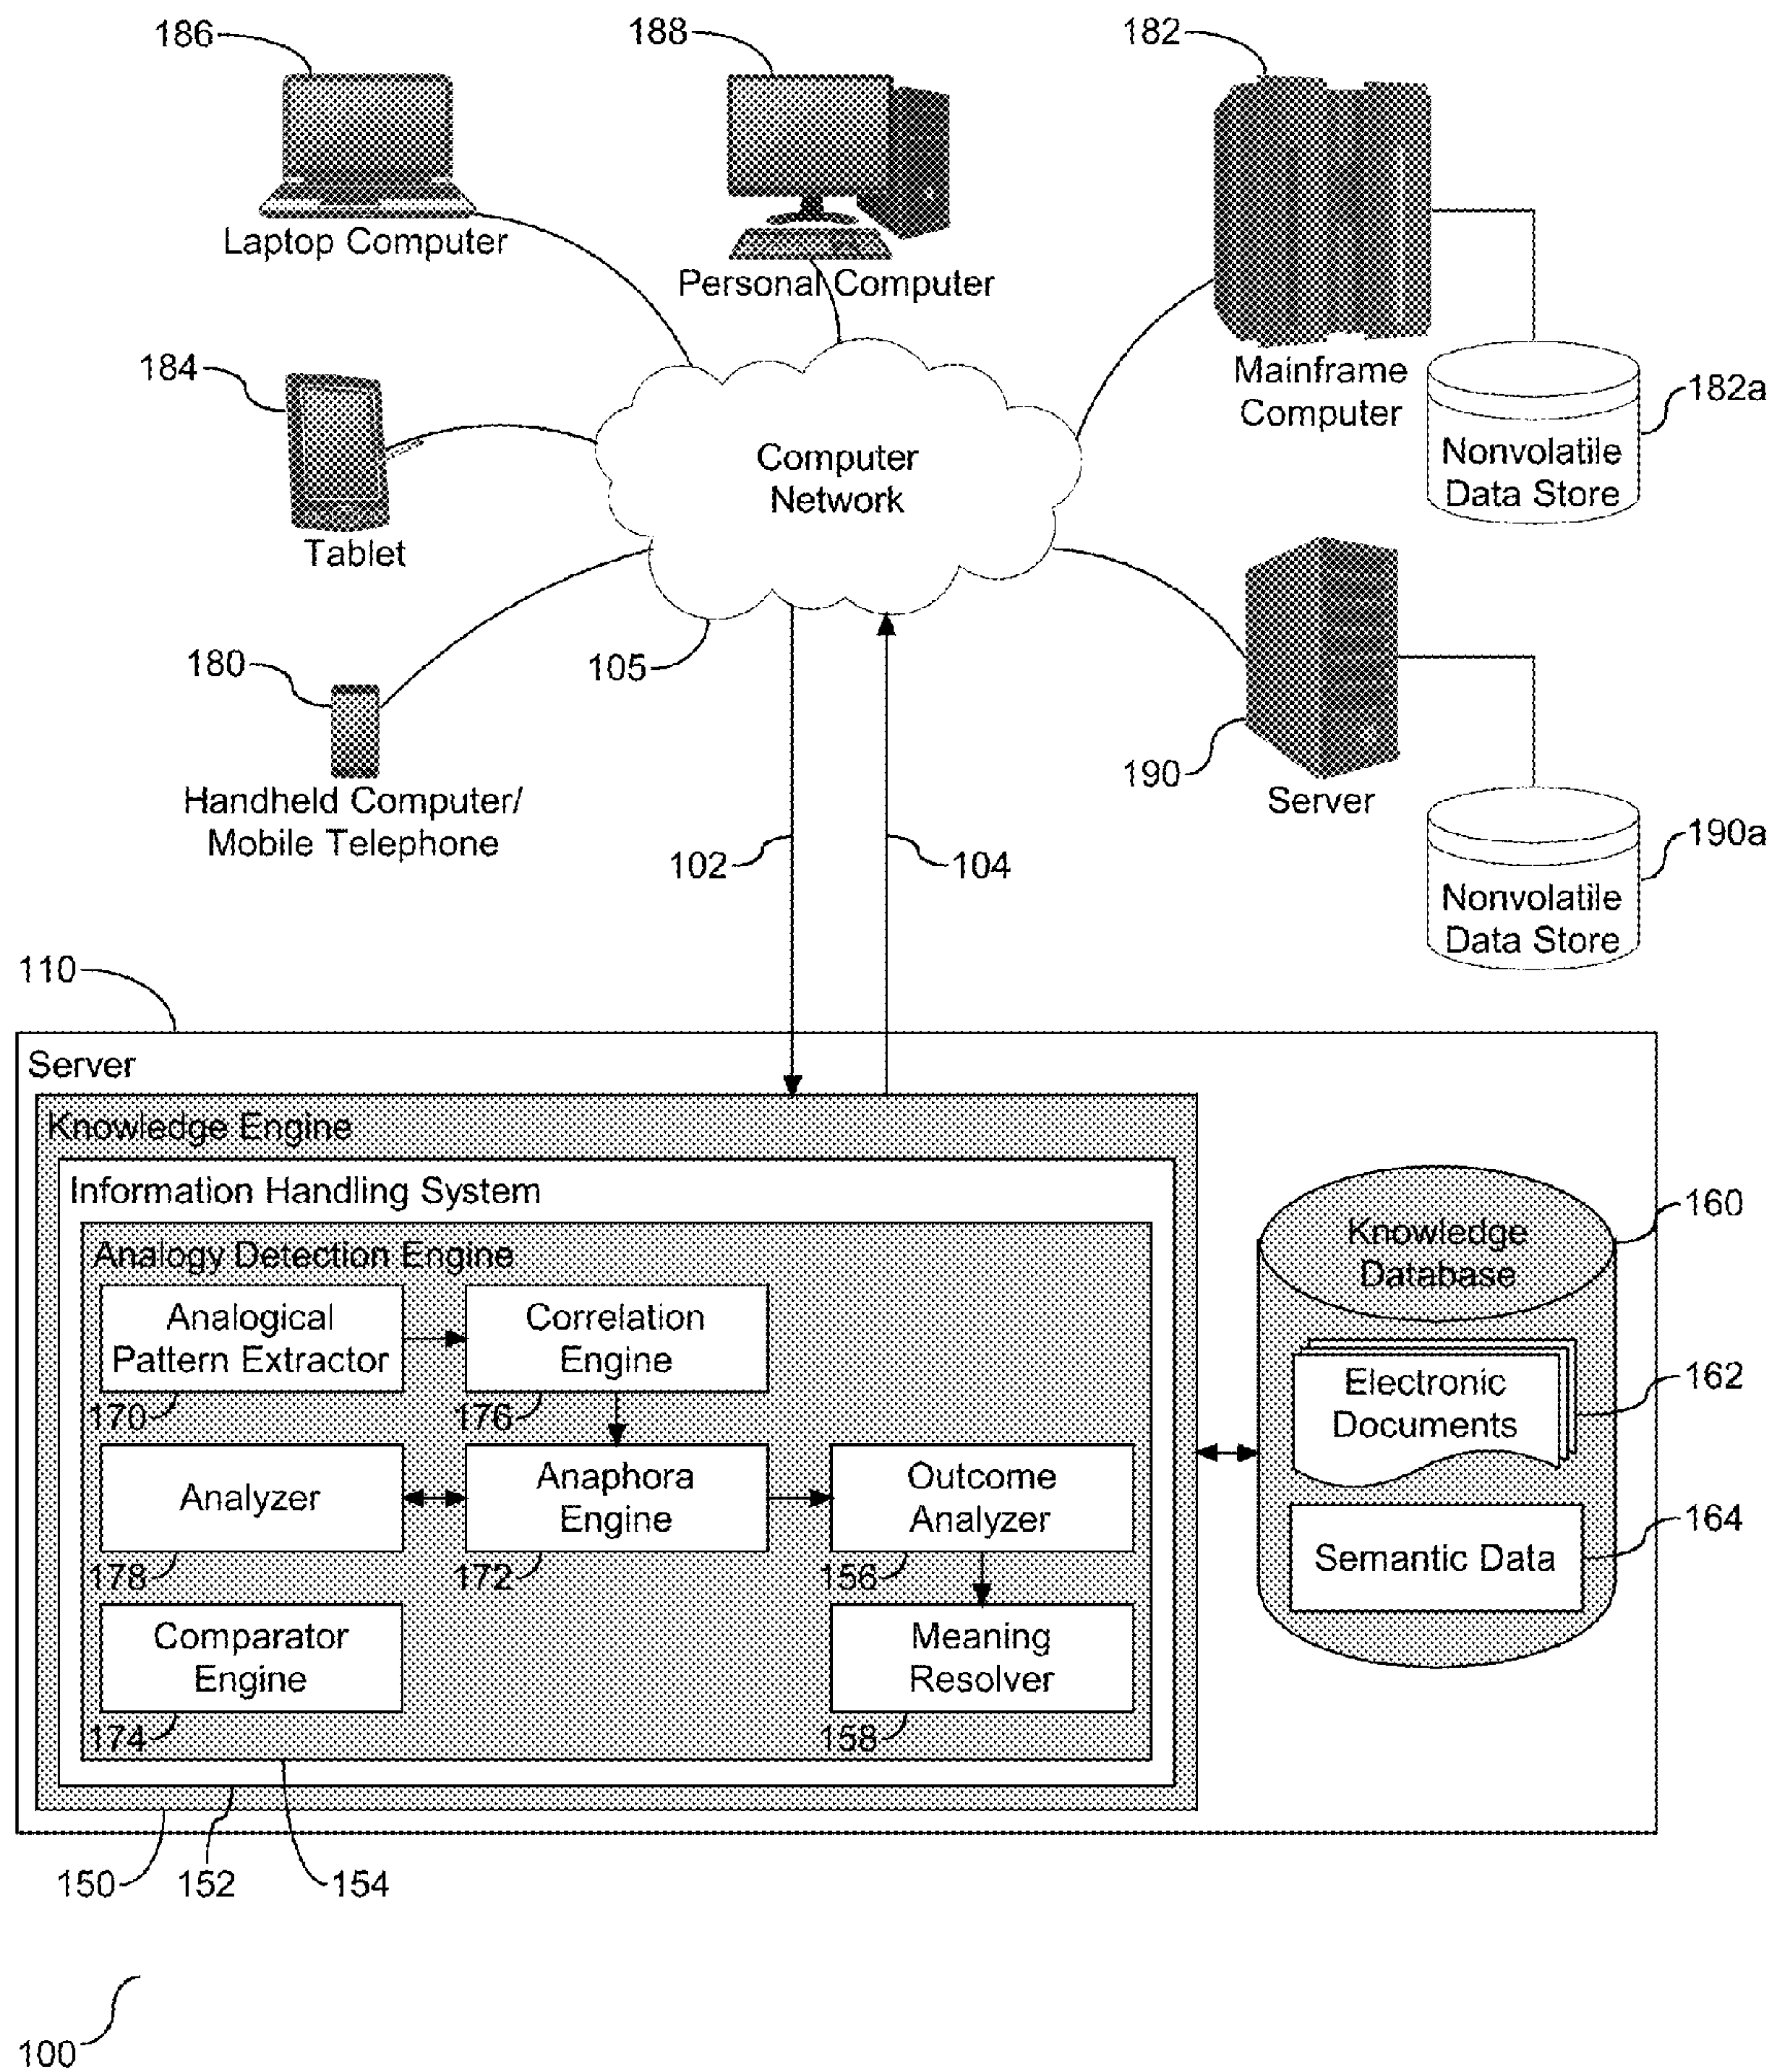 186
188
182
Laptop Computer
Personal Computer
Mainframe
Computer
184
182a
Nonvolatile
Data Store
Computer
Network
Tablet
180
105
190
Server
Handheld Computer/
Mobile Telephone
102
104
190a
Nonvolatile
Data Store
110
Server
Knowledge Engine
Information Handling System
Analogy Detection Engine
Analogical
Pattern Extractor
170
Correlation
Engine
176
Analyzer
178
Anaphora
Engine
172
Outcome
Analyzer
156
Comparator
Engine
174
Meaning
Resolver
158
Knowledge
Database
160
Electronic
Documents
162
Semantic Data
164
150
152
154
100